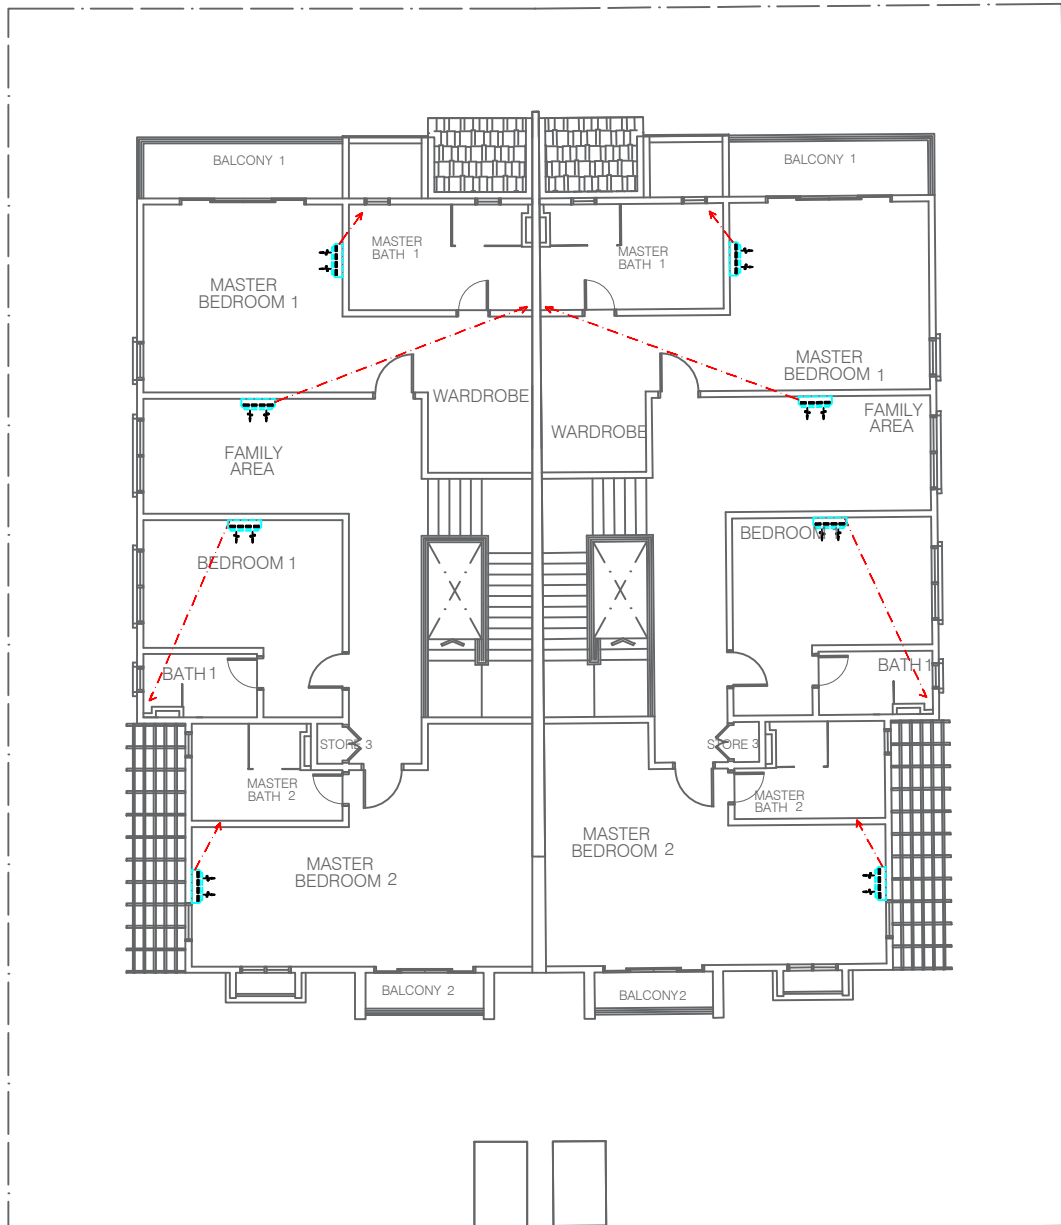 BALCONY 1
BALCONY 1
MASTER
BATH 1
MASTER
BATH 1
MASTER
BEDROOM 1
MASTER
BEDROOM 1
WARDROBE
FAMILY
AREA
WARDROBE
FAMILY
AREA
BEDROOM
BEDROOM 1
BATH 1
BATH 1
STORE 3
STORE 3
MASTER
BATH 2
MASTER
BATH 2
MASTER
BEDROOM 2
MASTER
BEDROOM 2
BALCONY 2
BALCONY2